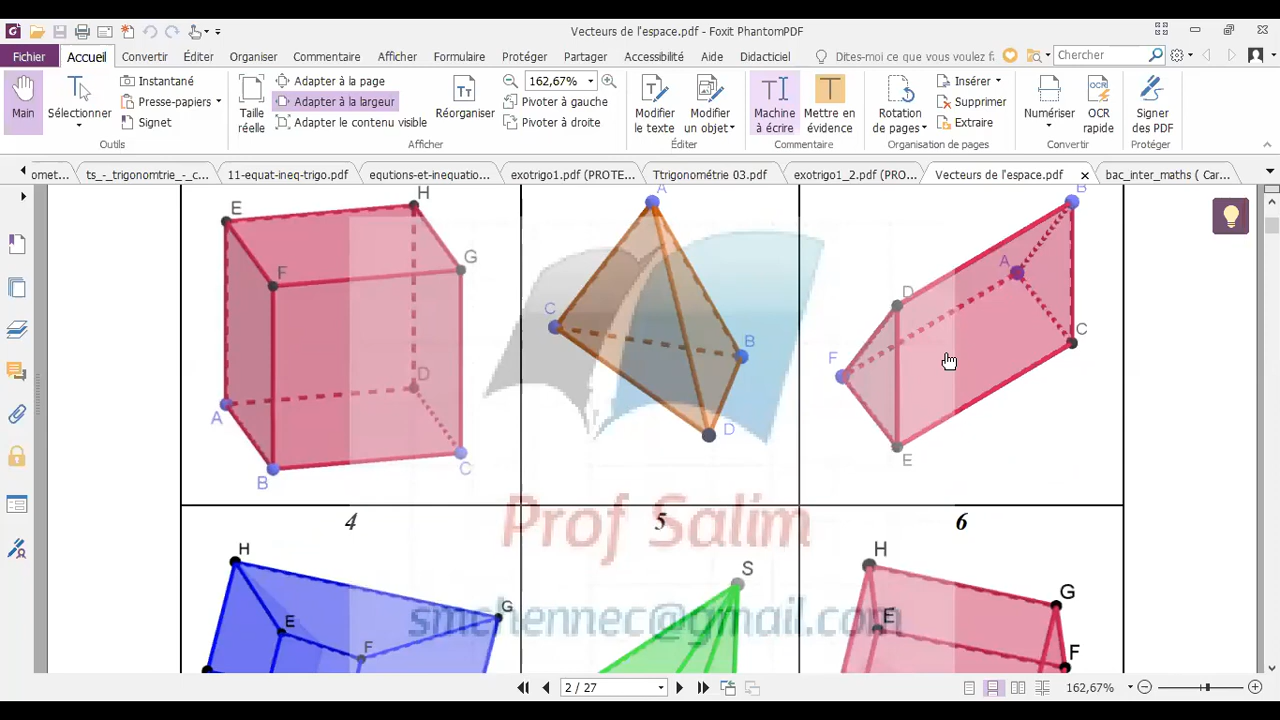 Vecteurs de l'espace.pdf - Foxit PhantomPDF
Fichier Accueil Convertir Éditer Organiser Commentaire Afficher Formulaire Protéger Partager Accessibilité Aide Didacticiel Dites-moi ce que vous voulez f Chercher
Main
Sélectionner
Instantané
Presse-papiers
Signet
Outils
Taille réelle
Adapter à la page
Adapter à la largeur
Adapter le contenu visible
Réorganiser
162,67%
Pivoter à gauche
Pivoter à droite
Afficher
Modifier le texte
Modifier un objet
Éditer
Machine à écrire
Mettre en évidence
Commentaire
Rotation de pages
Insérer
Supprimer
Extraire
Organisation de pages
Numériser
OCR rapide
Convertir
Signer des PDF
Protéger
omet... ts_-_trigonomtrie_-_c... 11-equat-ineq-trigo.pdf equtions-et-inequatio... exotrigo1.pdf (PROTE... Ttrigonométrie 03.pdf exotrigo1_2.pdf (PRO... Vecteurs de l'espace.pdf bac_inter_maths ( Car...
E H F G A D B C
A C B D
B A D C F E
4 5 6
Prof Salim
smchennec@gmail.com
H E F G
S
H E G F
2 / 27
162,67%